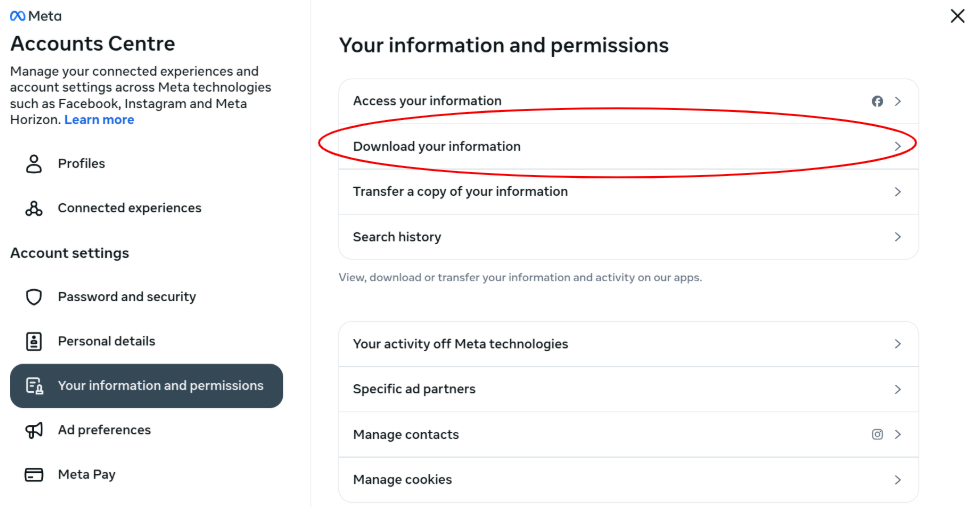 Meta
Accounts Centre
Manage your connected experiences and
account settings across Meta technologies
such as Facebook, Instagram and Meta
Horizon. Learn more
Profiles
Connected experiences
Account settings
Password and security
Personal details
Your information and permissions
Ad preferences
Meta Pay
Your information and permissions
Access your information
Download your information
Transfer a copy of your information
Search history
View, download or transfer your information and activity on our apps.
Your activity off Meta technologies
Specific ad partners
Manage contacts
Manage cookies